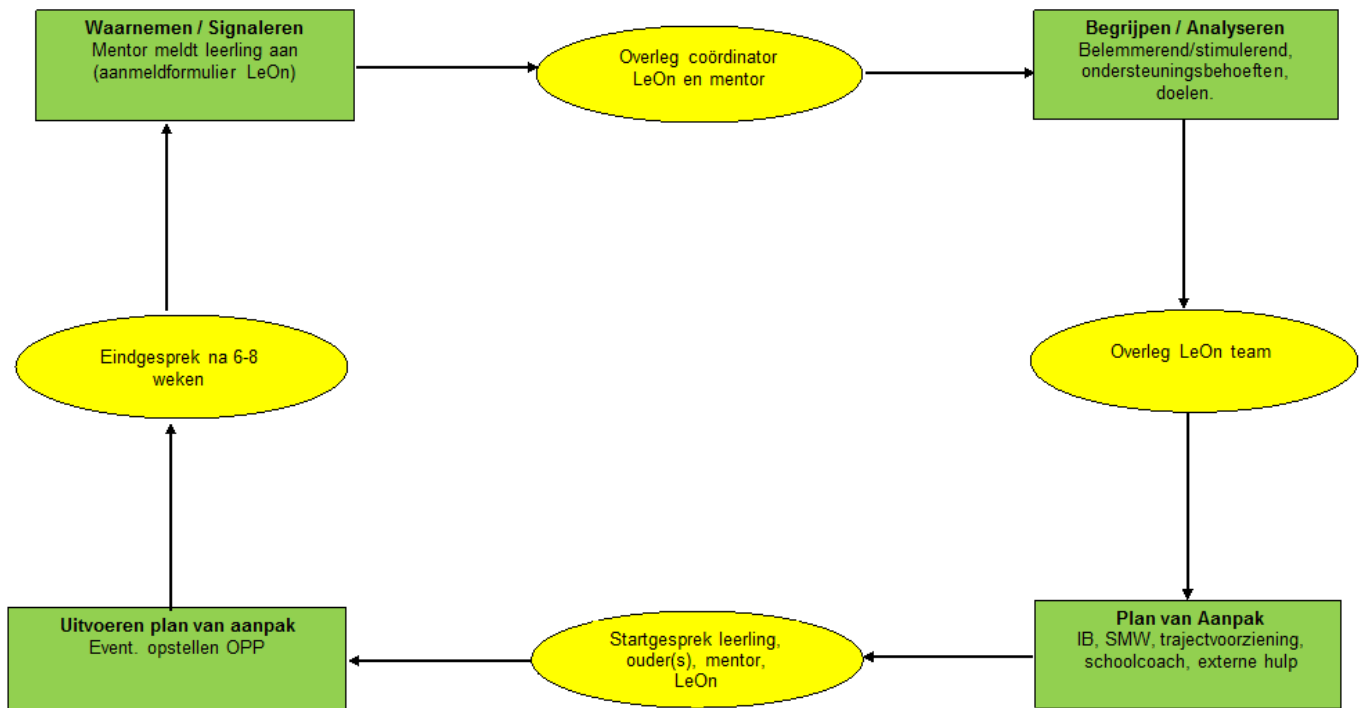 Waarnemen / Signaleren
Mentor meldt leerling aan
(aanmeldformulier LeOn)
Overleg coördinator
LeOn en mentor
Begrijpen / Analyseren
Belemmerend/stimulerend,
ondersteuningsbehoeften,
doelen.
Eindgesprek na 6-8
weken
Overleg LeOn team
Uitvoeren plan van aanpak
Event. opstellen OPP
Startgesprek leerling,
ouder(s), mentor,
LeOn
Plan van Aanpak
IB, SMW, trajectvoorziening,
schoolcoach, externe hulp